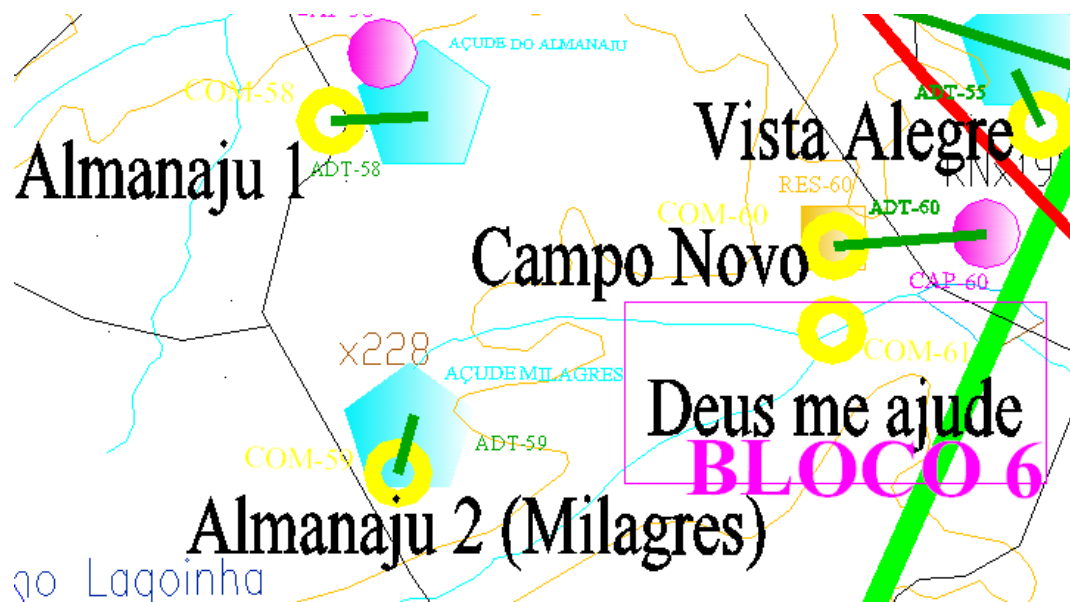 AÇUDE DO ALMANAJU
COM-58
ADT-55
Vista Alegre
Almanaju 1
ADT-58
RES-60
COM-60
ADT-60
Campo Novo
CAP-60
x228
COM-61
AÇUDE MILAGRES
Deus me ajude
ADT-59
COM-59
BLOCO 6
Almanaju 2 (Milagres)
Lagoinha